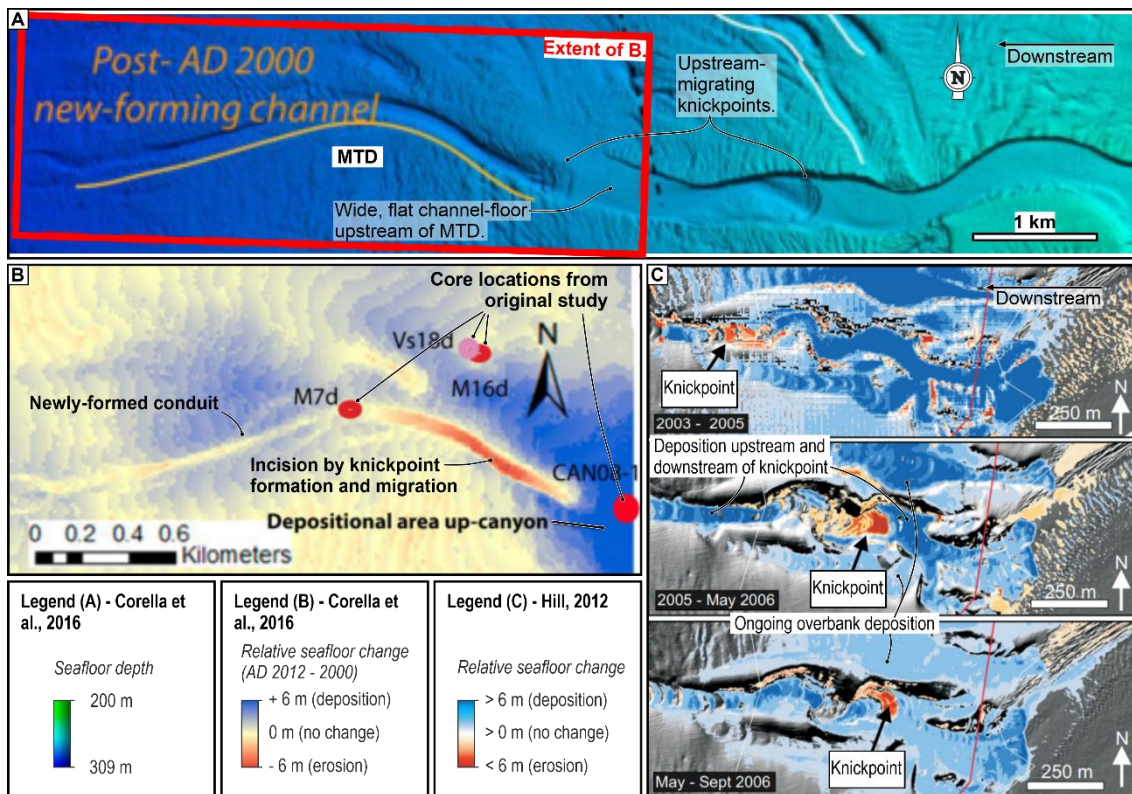 A
Post- AD 2000
new-forming channel
Extent of B.
MTD
Wide, flat channel-floor
upstream of MTD.
Upstream-
migrating
knickpoints.
N
Downstream
1 km
B
Core locations from
original study
Vs18d
N
M7d
M16d
Newly-formed conduit
Incision by knickpoint
formation and migration
CAN08-1
Depositional area up-canyon
0 0.2 0.4 0.6
Kilometers
C
Downstream
Knickpoint
N
250 m
2003 - 2005
Deposition upstream and
downstream of knickpoint
Knickpoint
N
250 m
2005 - May 2006
Ongoing overbank deposition
Knickpoint
N
250 m
May - Sept 2006
Legend (A) - Corella et
al., 2016
Seafloor depth
200 m
309 m
Legend (B) - Corella et
al., 2016
Relative seafloor change
(AD 2012 - 2000)
+ 6 m (deposition)
0 m (no change)
- 6 m (erosion)
Legend (C) - Hill, 2012
Relative seafloor change
> 6 m (deposition)
> 0 m (no change)
< 6 m (erosion)